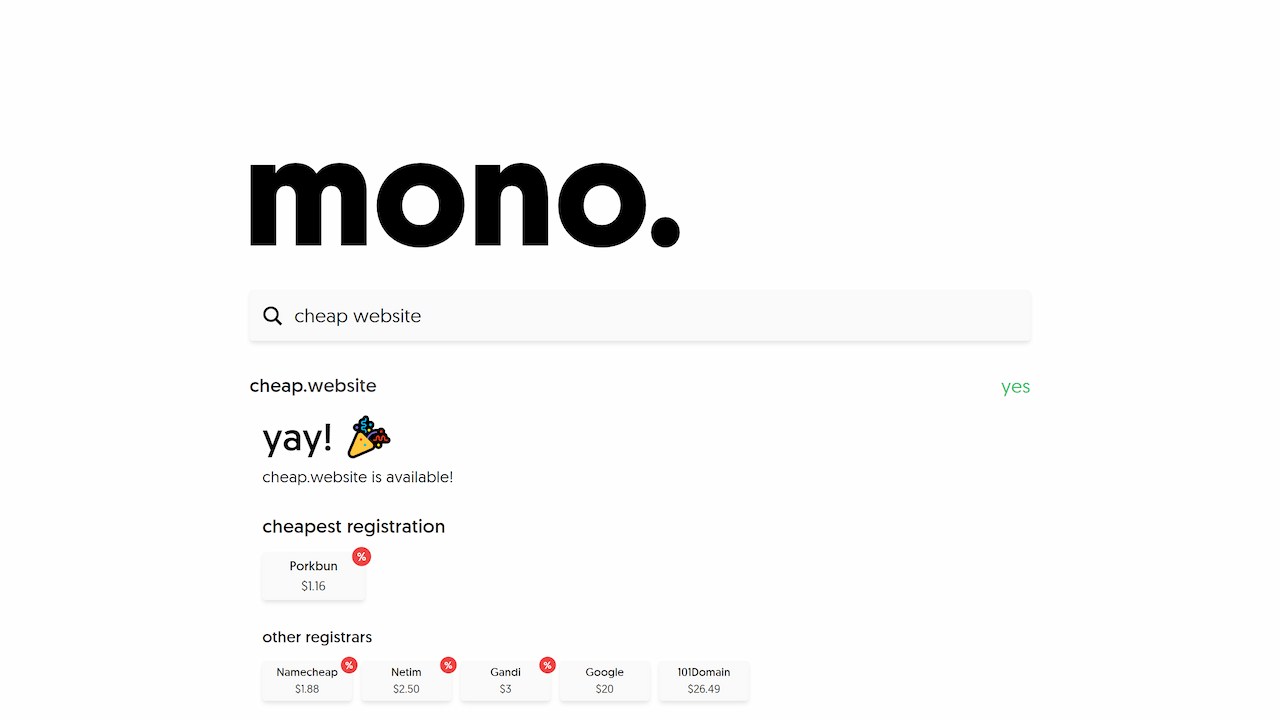 mono.
cheap website
cheap.website yes
yay! 🎉
cheap.website is available!
cheapest registration
%
Porkbun
$1.16
other registrars
% % %
Namecheap Netim Gandi Google 101Domain
$1.88 $2.50 $3 $20 $26.49